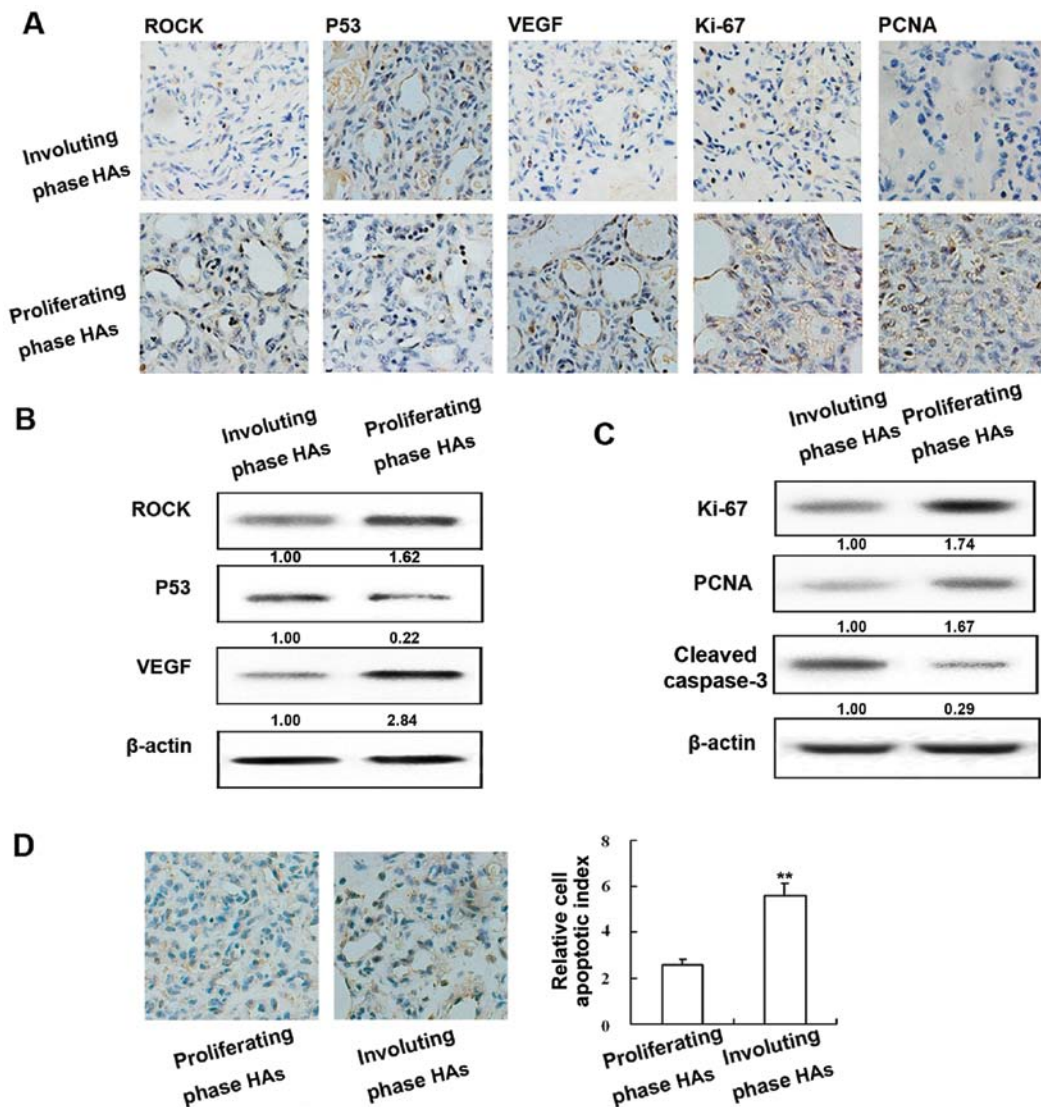 A
ROCK P53 VEGF Ki-67 PCNA
Involuting
phase HAs
Proliferating
phase HAs
B
Involuting
phase HAs
Proliferating
phase HAs
ROCK
1.00 1.62
P53
1.00 0.22
VEGF
1.00 2.84
β-actin
C
Involuting
phase HAs
Proliferating
phase HAs
Ki-67
1.00 1.74
PCNA
1.00 1.67
Cleaved
caspase-3
1.00 0.29
β-actin
D
Proliferating
phase HAs
Involuting
phase HAs
Relative cell
apoptotic index
8
6
4
2
0
**
Proliferating
phase HAs
Involuting
phase HAs